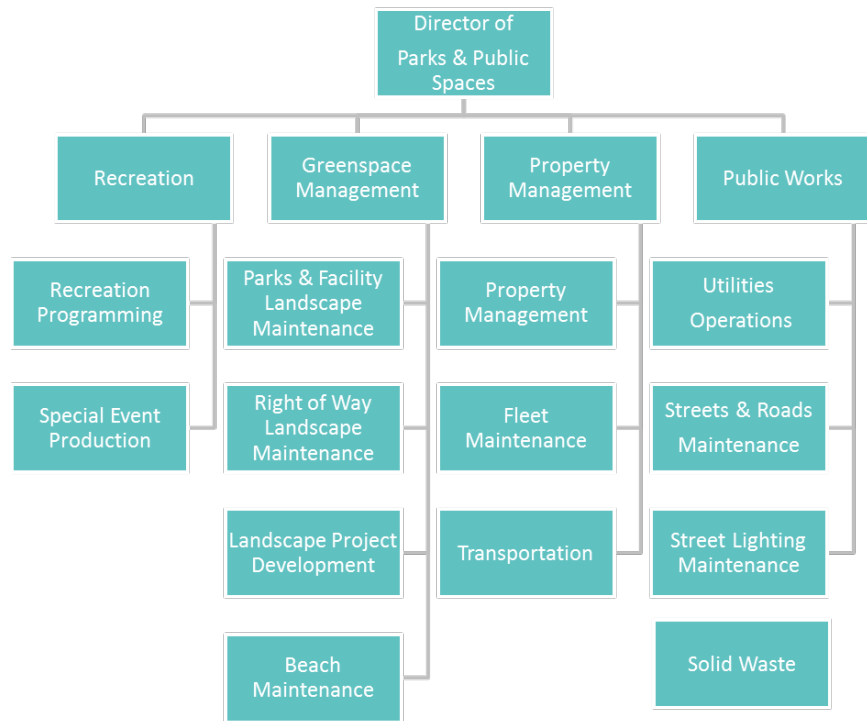 Director of
Parks & Public
Spaces
Recreation
Greenspace
Management
Property
Management
Public Works
Recreation
Programming
Parks & Facility
Landscape
Maintenance
Property
Management
Utilities
Operations
Special Event
Production
Right of Way
Landscape
Maintenance
Fleet
Maintenance
Streets & Roads
Maintenance
Landscape Project
Development
Transportation
Street Lighting
Maintenance
Beach
Maintenance
Solid Waste